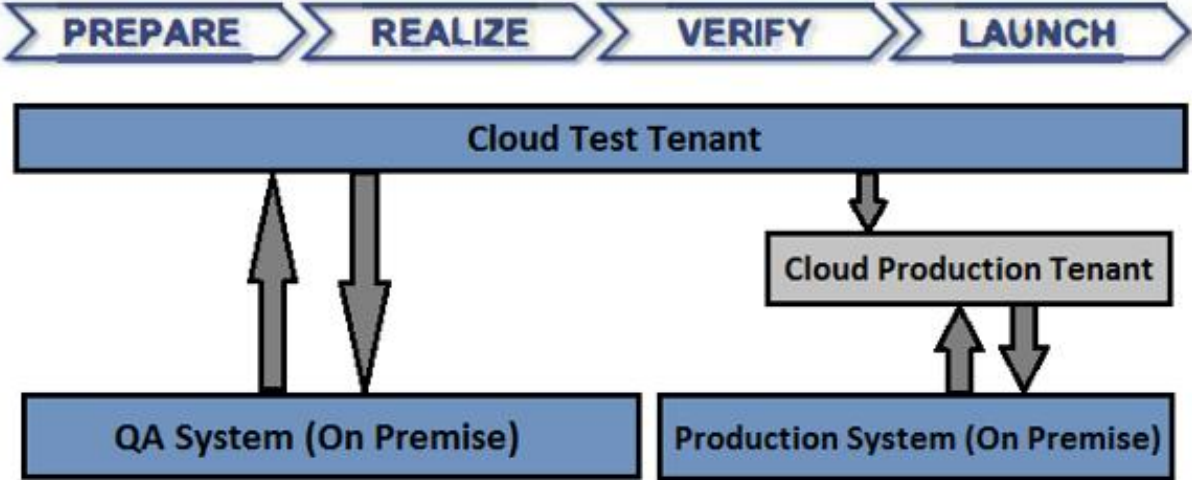 PREPARE REALIZE VERIFY LAUNCH
Cloud Test Tenant
Cloud Production Tenant
QA System (On Premise) Production System (On Premise)